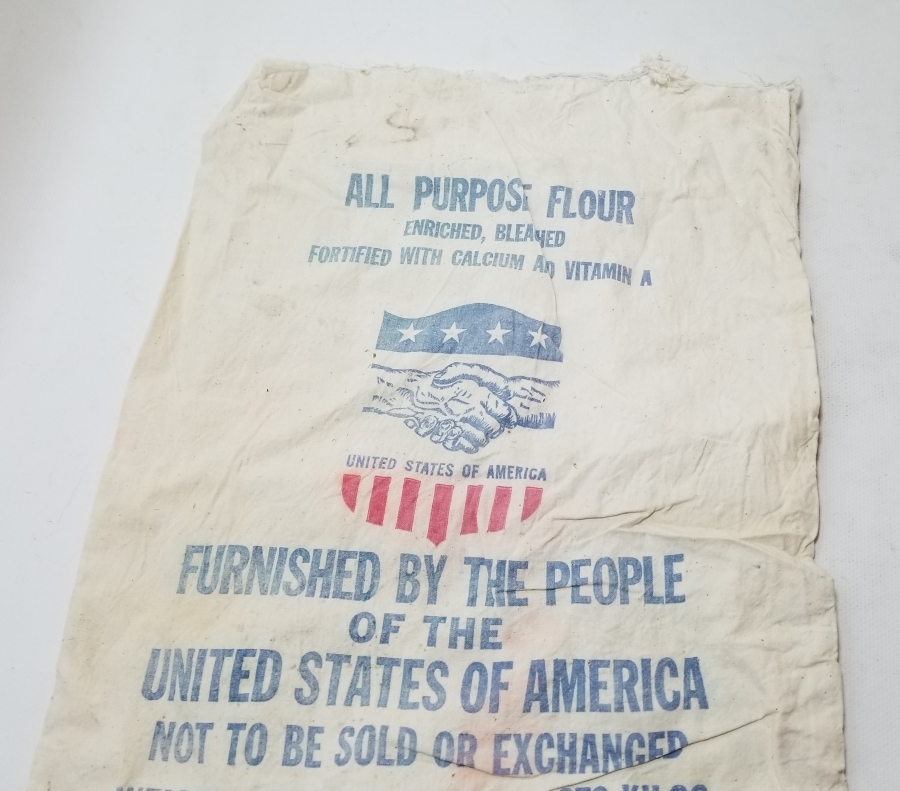 ALL PURPOSE FLOUR
ENRICHED, BLEACHED
FORTIFIED WITH CALCIUM AND VITAMIN A
UNITED STATES OF AMERICA
FURNISHED BY THE PEOPLE
OF THE
UNITED STATES OF AMERICA
NOT TO BE SOLD OR EXCHANGED